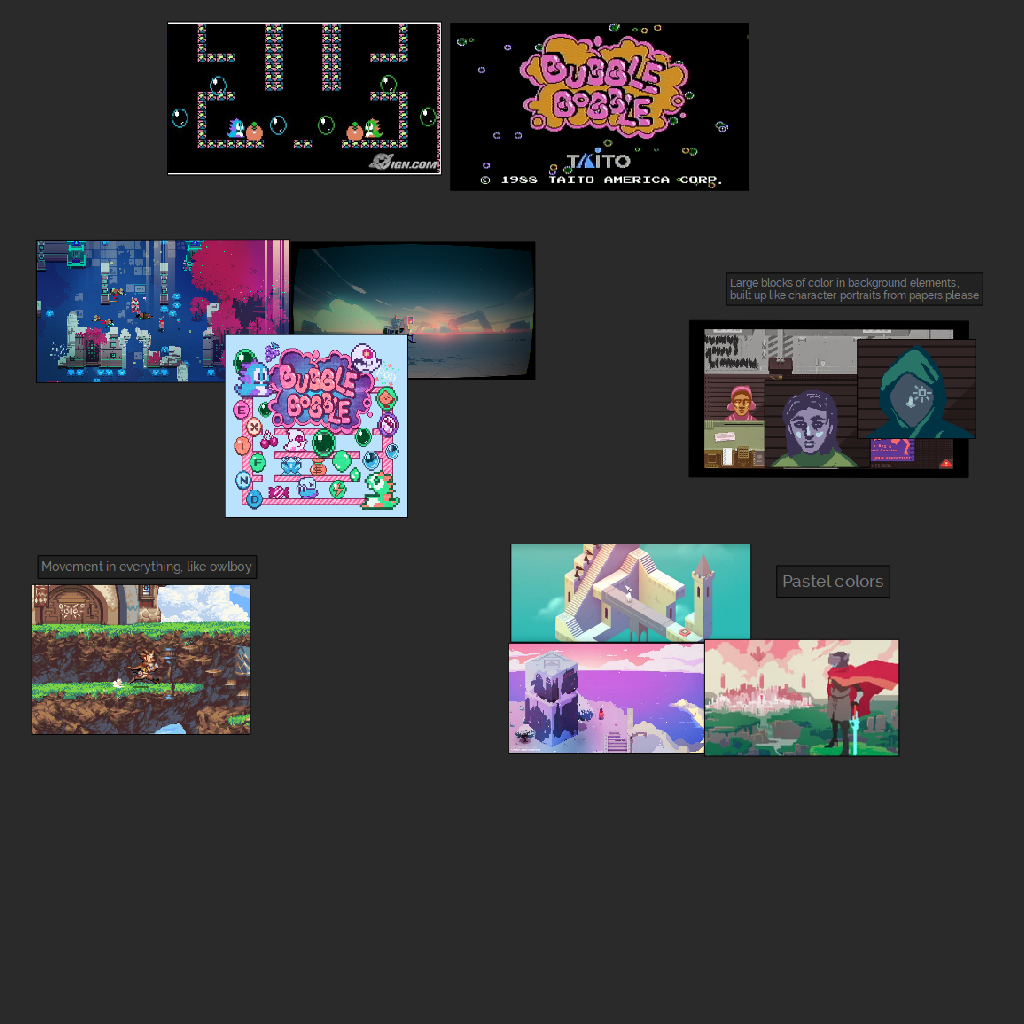 IGN.COM
BUBBLE
BOBBLE
TAITO
© 1988 TAITO AMERICA CORP.
Large blocks of color in background elements,
built up like character portraits from papers please
BUBBLE
BOBBLE
E
X
T
E
N
D
Movement in everything, like owlboy
Pastel colors